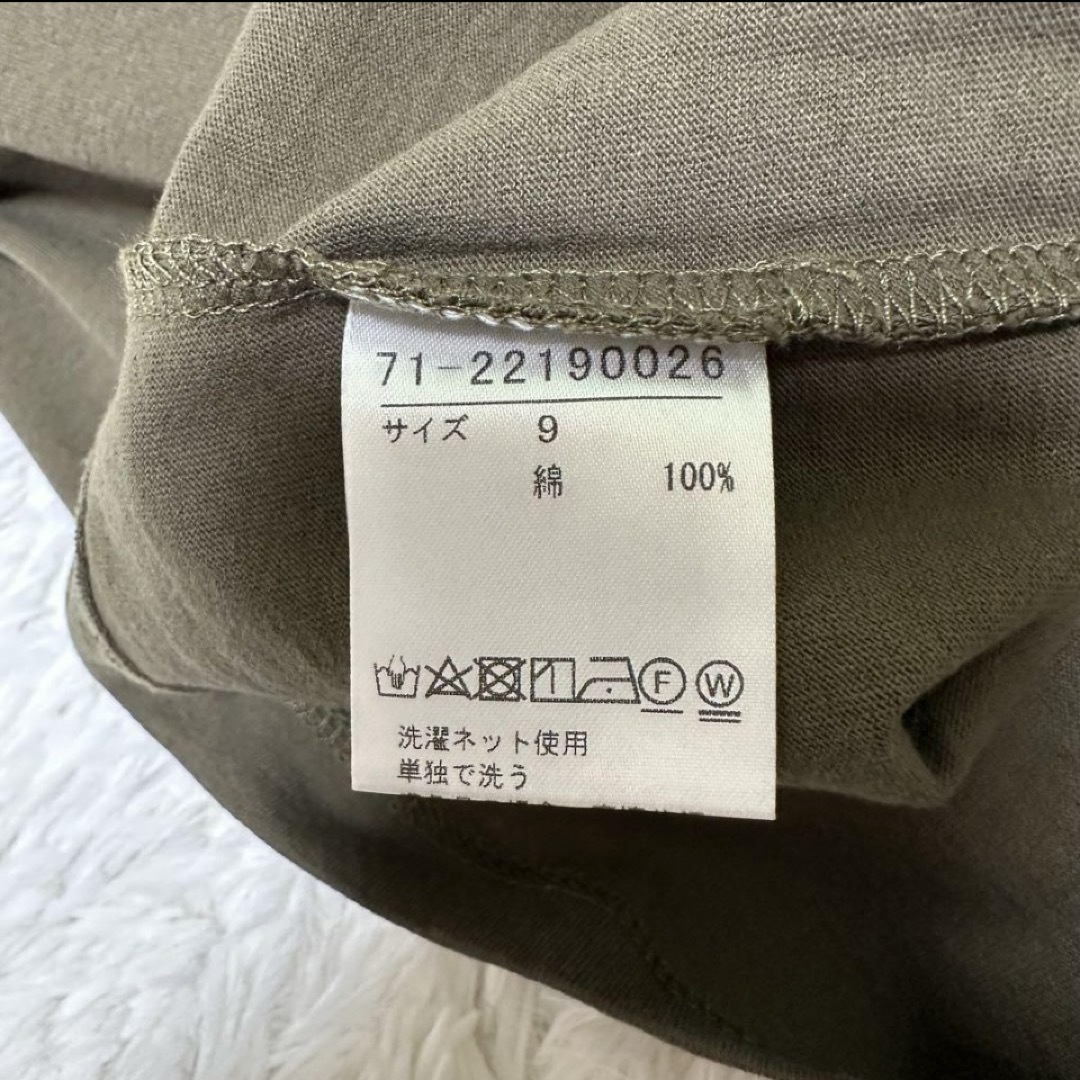 71-22190026
サイズ 9
綿 100%
F W
洗濯ネット使用
単独で洗う